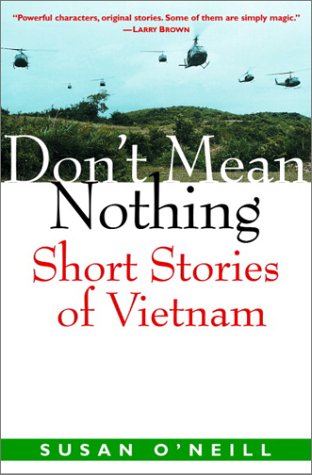 “Powerful characters, original stories. Some of them are simply magic.”
—Larry Brown
Don't Mean
Nothing
Short Stories
of Vietnam
SUSAN O'NEILL